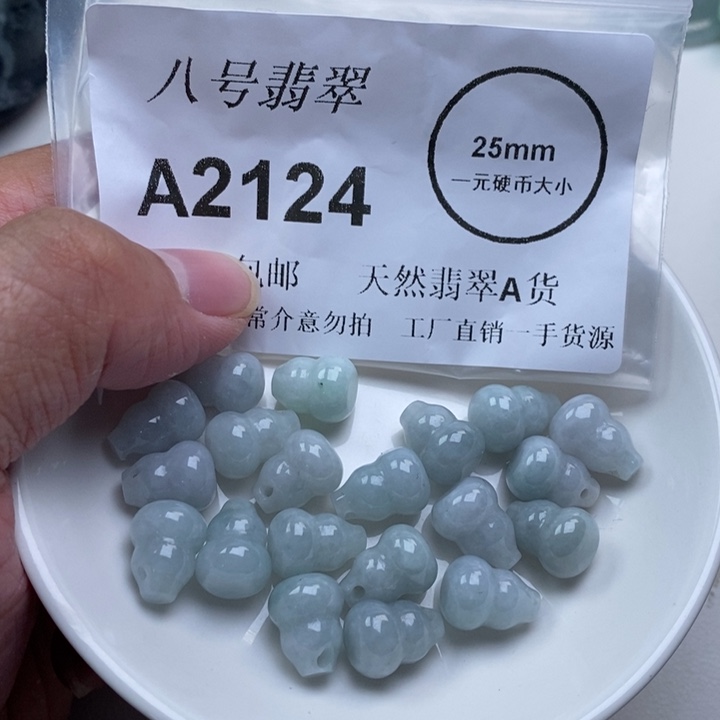 八号翡翠
A2124
25mm
一元硬币大小
包邮 天然翡翠A货
常介意勿拍 工厂直销一手货源